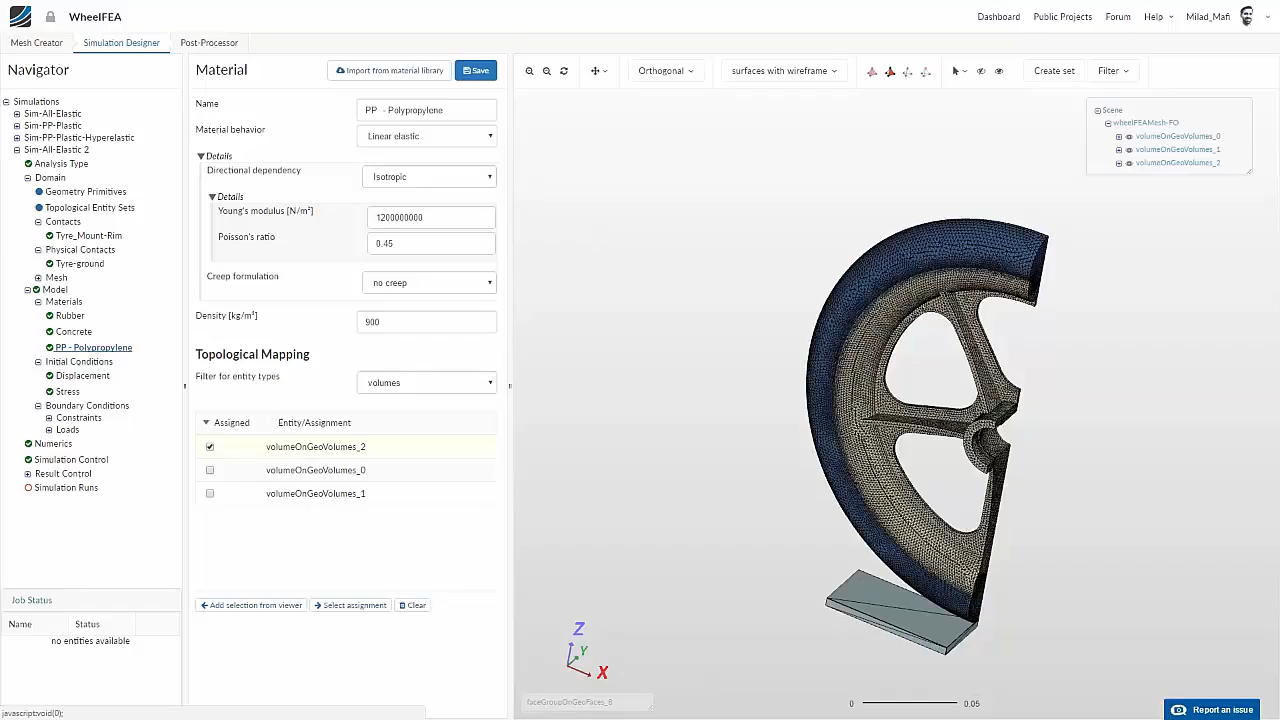 WheelFEA
Dashboard Public Projects Forum Help Milad_Mafi
Mesh Creator Simulation Designer Post-Processor
Navigator
Simulations
Sim-All-Elastic
Sim-PP-Plastic
Sim-PP-Plastic-Hyperelastic
Sim-All-Elastic 2
Analysis Type
Domain
Geometry Primitives
Topological Entity Sets
Contacts
Tyre_Mount-Rim
Physical Contacts
Tyre-ground
Mesh
Model
Materials
Rubber
Concrete
PP - Polypropylene
Initial Conditions
Displacement
Stress
Boundary Conditions
Constraints
Loads
Numerics
Simulation Control
Result Control
Simulation Runs
Job Status
Name Status
no entities available
javascript:void(0);
Material
Import from material library Save
Name PP - Polypropylene
Material behavior Linear elastic
Details
Directional dependency Isotropic
Details
Young's modulus [N/m²] 1200000000
Poisson's ratio 0.45
Creep formulation no creep
Density [kg/m³] 900
Topological Mapping
Filter for entity types volumes
Assigned Entity/Assignment
volumeOnGeoVolumes_2
volumeOnGeoVolumes_0
volumeOnGeoVolumes_1
Add selection from viewer Select assignment Clear
Orthogonal surfaces with wireframe Create set Filter
Scene
wheelFEAMesh-FO
volumeOnGeoVolumes_0
volumeOnGeoVolumes_1
volumeOnGeoVolumes_2
Z
Y
X
faceGroupOnGeoFaces_8
0 0.05
Report an issue